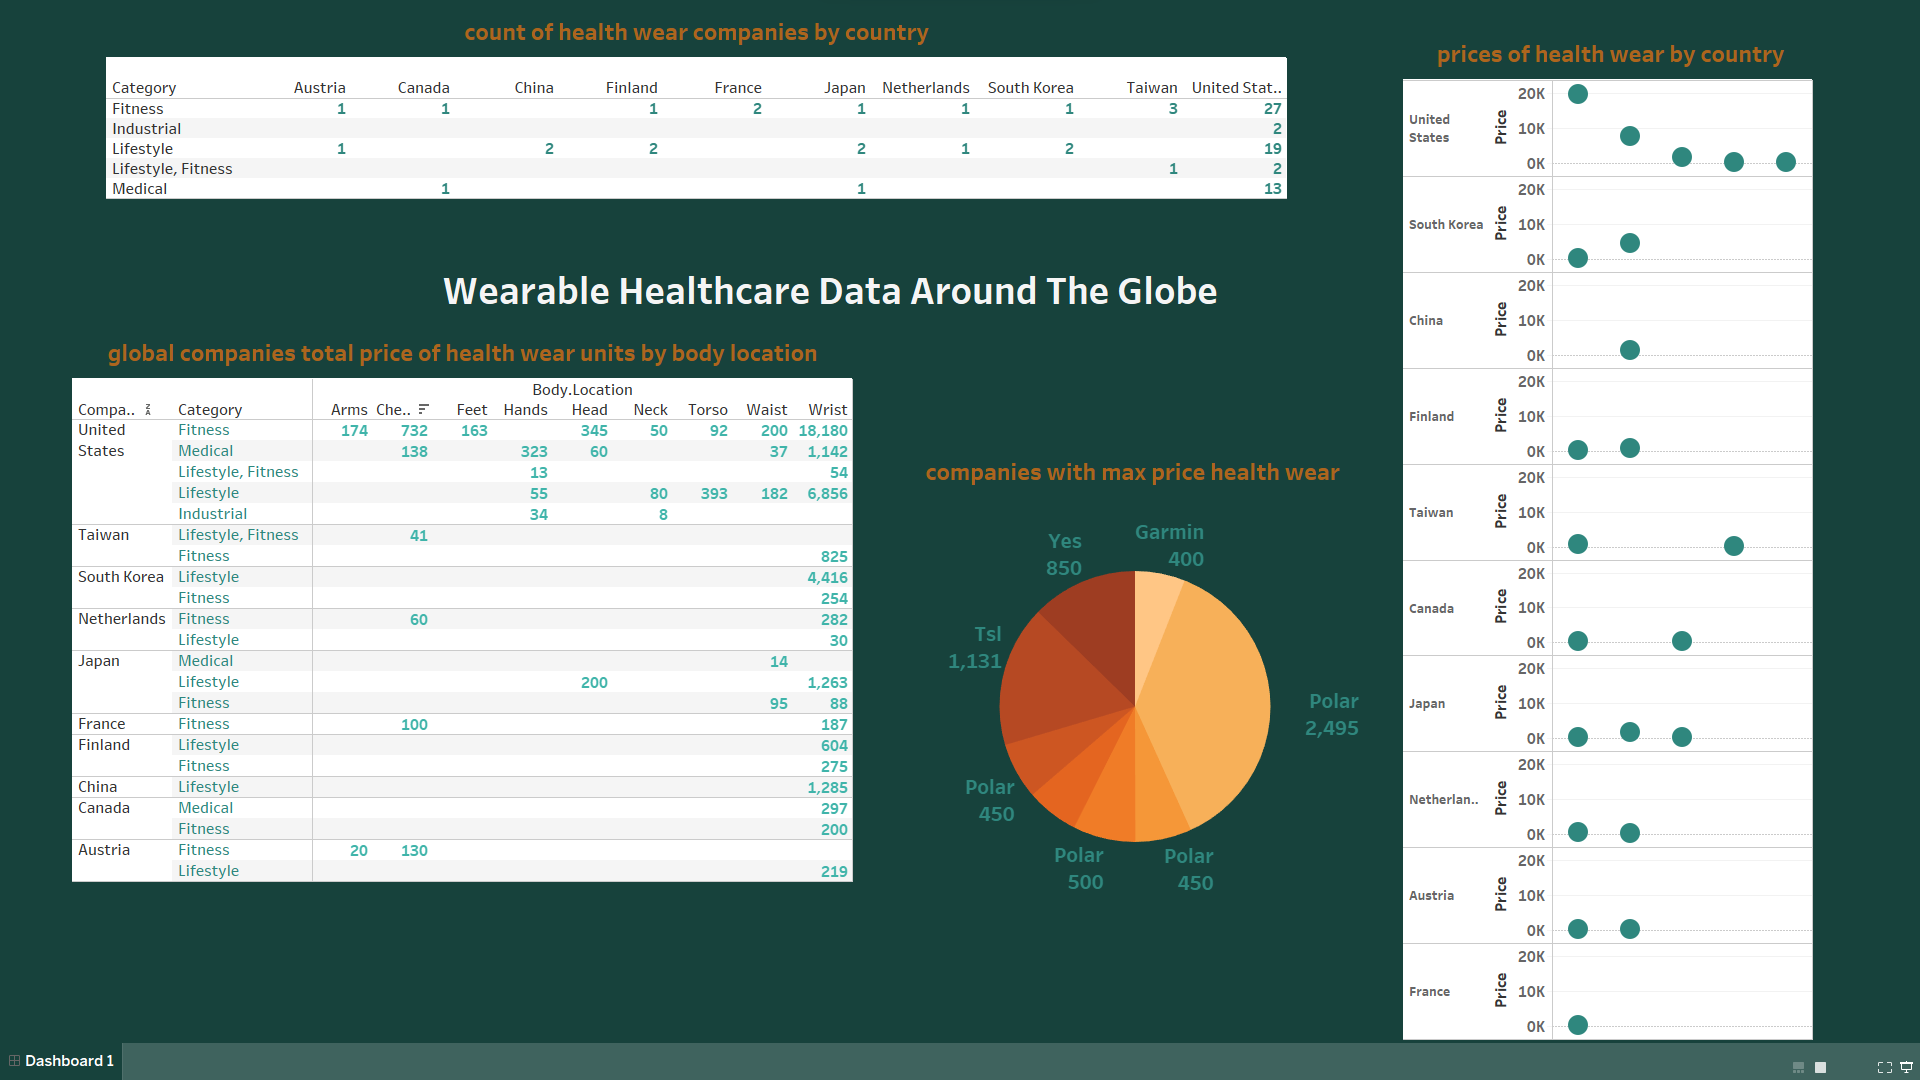 count of health wear companies by country
Category Austria Canada China Finland France Japan Netherlands South Korea Taiwan United Stat..
Fitness 1 1 1 2 1 1 1 3 27
Industrial 2
Lifestyle 1 2 2 2 1 2 19
Lifestyle, Fitness 1 2
Medical 1 1 13
Wearable Healthcare Data Around The Globe
global companies total price of health wear units by body location
Body.Location
Compa.. Category Arms Che.. Feet Hands Head Neck Torso Waist Wrist
United States Fitness 174 732 163 345 50 92 200 18,180
Medical 138 323 60 37 1,142
Lifestyle, Fitness 13 54
Lifestyle 55 80 393 182 6,856
Industrial 34 8
Taiwan Lifestyle, Fitness 41
Fitness 825
South Korea Lifestyle 4,416
Fitness 254
Netherlands Fitness 60 282
Lifestyle 30
Japan Medical 14
Lifestyle 200 1,263
Fitness 95 88
France Fitness 100 187
Finland Lifestyle 604
Fitness 275
China Lifestyle 1,285
Canada Medical 297
Fitness 200
Austria Fitness 20 130
Lifestyle 219
companies with max price health wear
Garmin
400
Polar
2,495
Polar
450
Polar
500
Polar
450
Tsl
1,131
Yes
850
prices of health wear by country
United States Price 20K 10K 0K
South Korea Price 20K 10K 0K
China Price 20K 10K 0K
Finland Price 20K 10K 0K
Taiwan Price 20K 10K 0K
Canada Price 20K 10K 0K
Japan Price 20K 10K 0K
Netherlan.. Price 20K 10K 0K
Austria Price 20K 10K 0K
France Price 20K 10K 0K
Dashboard 1